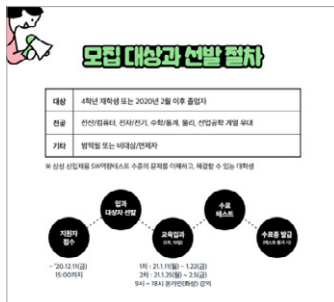 모집 대상과 선발 절차
대상 4학년 재학생 또는 2020년 2월 이후 졸업자
전공 전산/컴퓨터, 전자/전기, 수학/통계, 물리, 산업공학 계열 우대
기타 병역필 또는 비대상/면제자
※ 삼성 신입채용 SW역량테스트 수준의 문제를 이해하고, 해결할 수 있는 대학생
지원자
접수
입과
대상자 선발
교육입과
수료
테스트
수료증 발급
~ '20.12.11(금)
15:00까지
1차 : 21.1.11(월) ~ 1.22(금)
2차 : 21.1.25(월) ~ 2.5(금)
9시 ~ 18시 온라인(화상) 강의